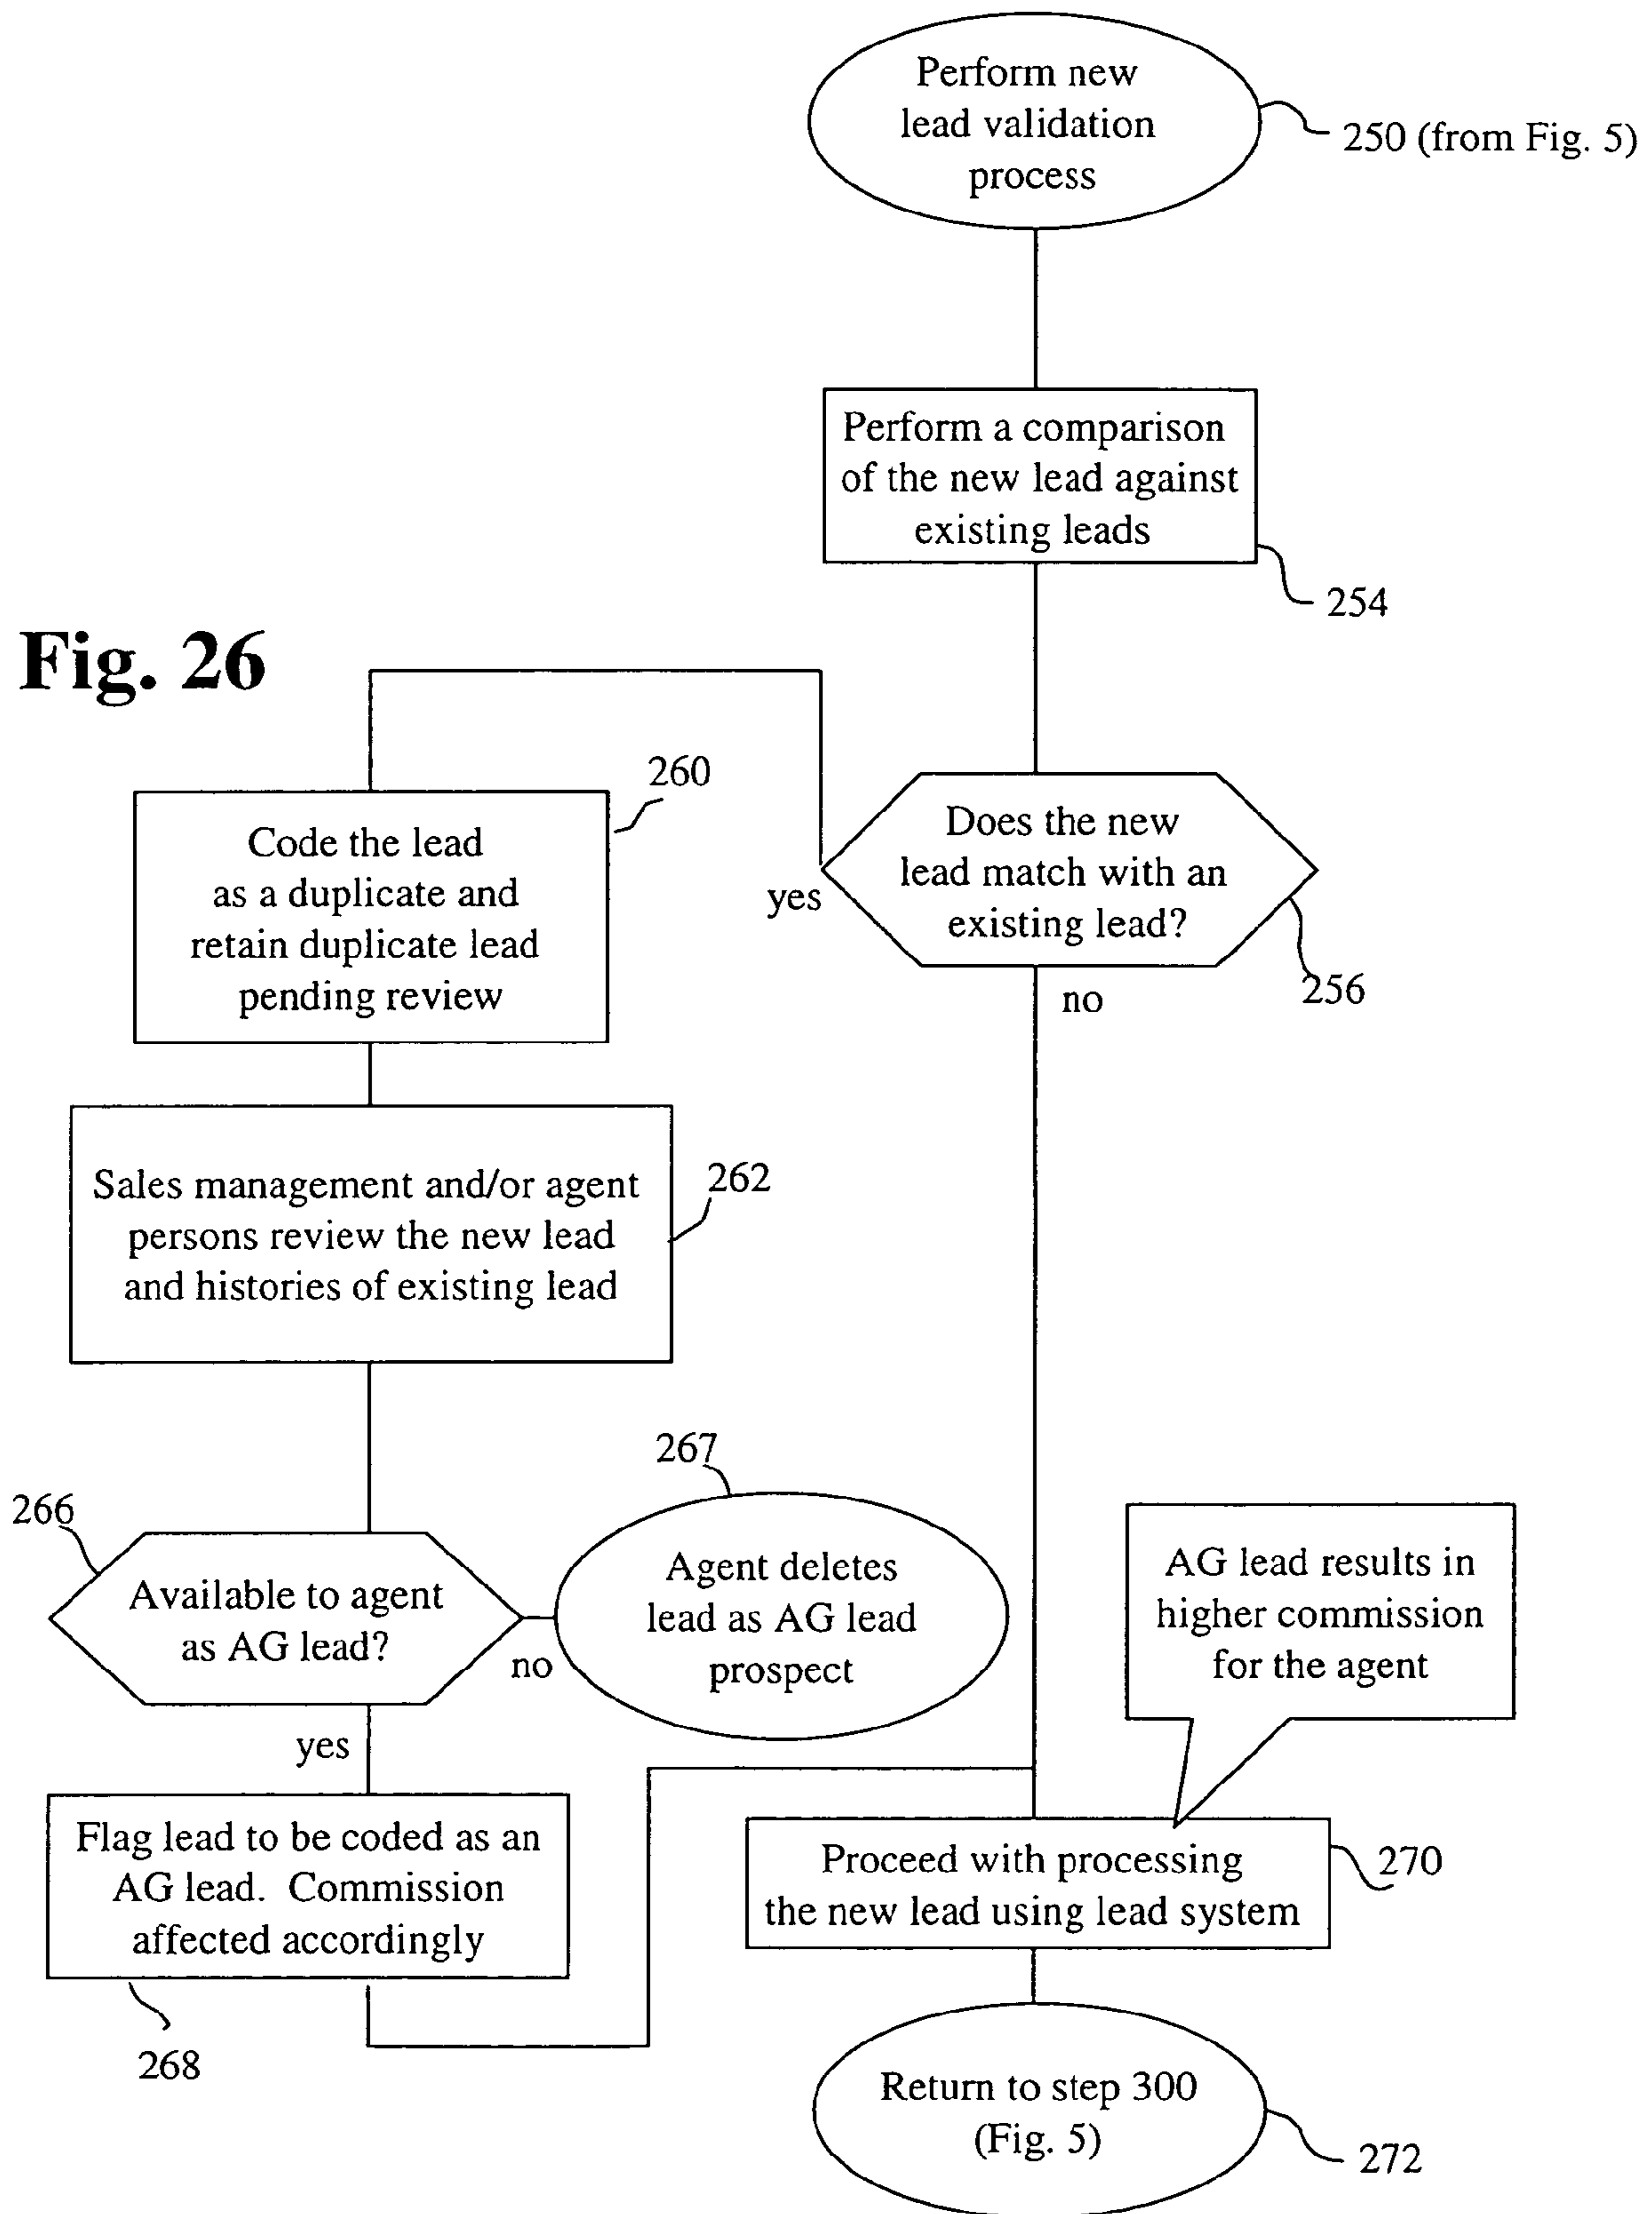 Perform new
lead validation
process
250 (from Fig. 5)
Perform a comparison
of the new lead against
existing leads
254
Fig. 26
260
Code the lead
as a duplicate and
retain duplicate lead
pending review
Does the new
lead match with an
existing lead?
yes
256
no
Sales management and/or agent
persons review the new lead
and histories of existing lead
262
267
266
Available to agent
as AG lead?
no
Agent deletes
lead as AG lead
prospect
AG lead results in
higher commission
for the agent
yes
Flag lead to be coded as an
AG lead.  Commission
affected accordingly
268
Proceed with processing
the new lead using lead system
270
Return to step 300
(Fig. 5)
272